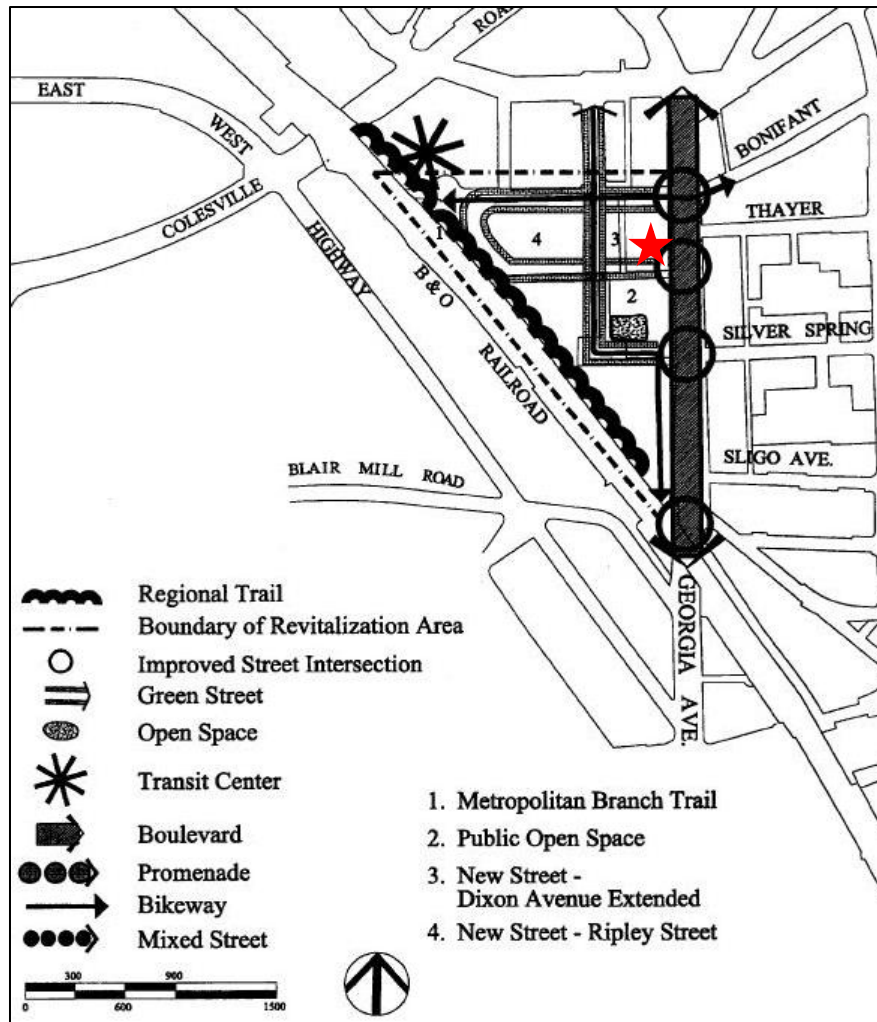 ROAD
EAST
WEST
COLESVILLE
HIGHWAY
B & O
RAILROAD
BONIFANT
THAYER
1
4
3
2
SILVER SPRING
SLIGO AVE.
BLAIR MILL ROAD
GEORGIA AVE.
Regional Trail
Boundary of Revitalization Area
Improved Street Intersection
Green Street
Open Space
Transit Center
Boulevard
Promenade
Bikeway
Mixed Street
1. Metropolitan Branch Trail
2. Public Open Space
3. New Street -
Dixon Avenue Extended
4. New Street - Ripley Street
300 900
0 600 1500